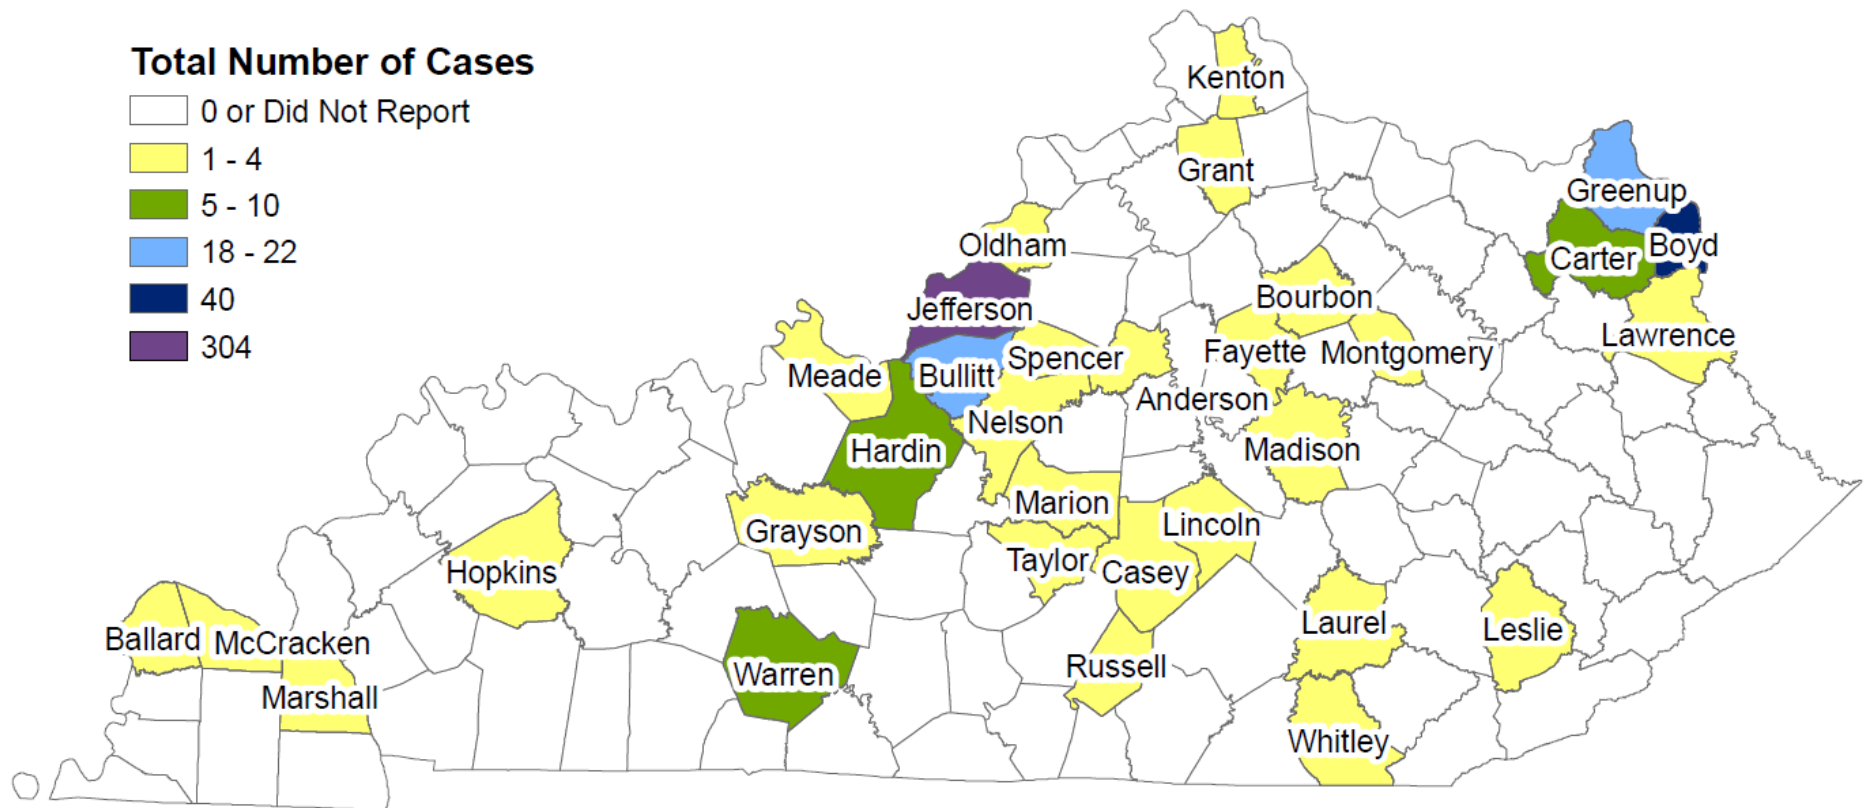 Total Number of Cases
0 or Did Not Report
1 - 4
5 - 10
18 - 22
40
304
Kenton
Grant
Greenup
Oldham
Boyd
Carter
Bourbon
Jefferson
Lawrence
Fayette
Montgomery
Spencer
Meade
Bullitt
Anderson
Nelson
Madison
Hardin
Marion
Lincoln
Grayson
Taylor
Casey
Hopkins
Laurel
Leslie
Ballard
McCracken
Russell
Warren
Marshall
Whitley